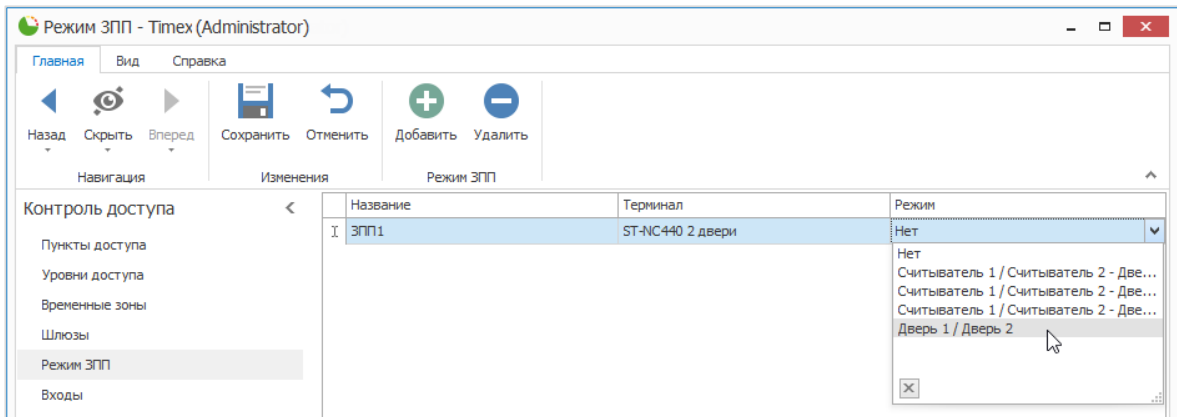 Режим ЗПП - Timex (Administrator)
Главная Вид Справка
Назад Скрыть Вперед Сохранить Отменить Добавить Удалить
Навигация Изменения Режим ЗПП
Контроль доступа
Название Терминал Режим
ЗПП1 ST-NC440 2 двери Нет
Пункты доступа
Нет
Уровни доступа
Считыватель 1 / Считыватель 2 - Две...
Считыватель 1 / Считыватель 2 - Две...
Временные зоны
Считыватель 1 / Считыватель 2 - Две...
Шлюзы
Дверь 1 / Дверь 2
Режим ЗПП
Входы